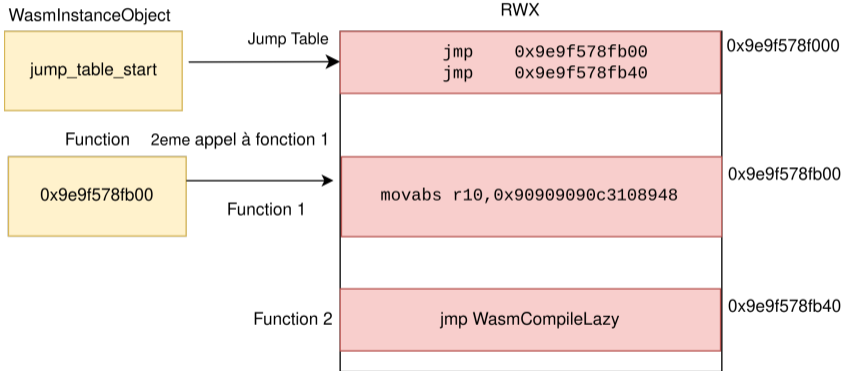 WasmInstanceObject
RWX
jump_table_start
Jump Table
jmp 0x9e9f578fb00
jmp 0x9e9f578fb40
0x9e9f578f000
Function
2eme appel à fonction 1
0x9e9f578fb00
Function 1
movabs r10,0x90909090c3108948
0x9e9f578fb00
Function 2
jmp WasmCompileLazy
0x9e9f578fb40